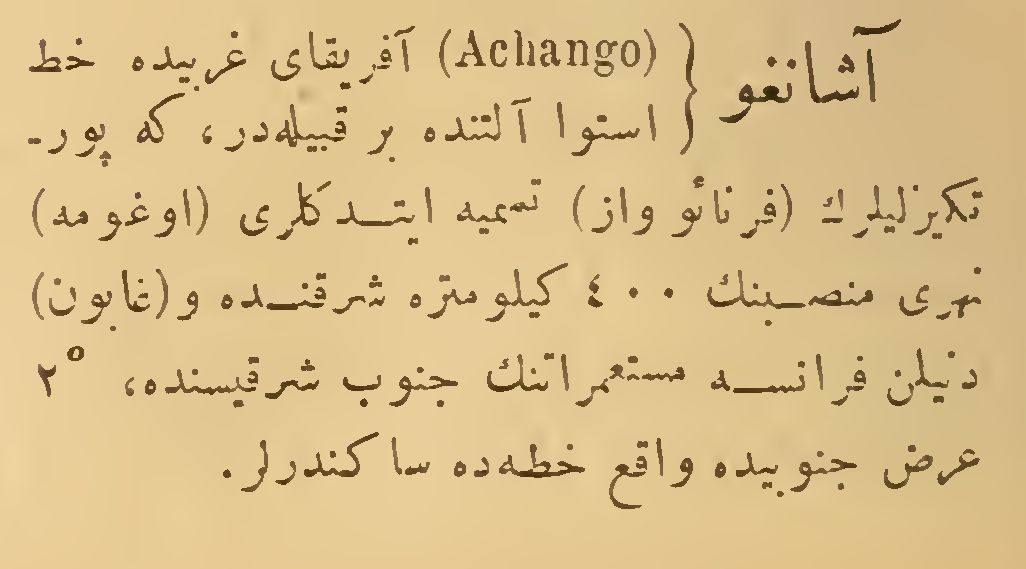 آشانغو { (Achango) آفریقای غربیده خط
استوا آلتنده بر قبیله‌در، که پور-
تکیزلیلرك (فرنائو واز) تسمیه ایتدکلری (اوغومه)
نهری منصبنك ٤٠٠ کیلومتره شرقنده و(غابون)
دنیلن فرانسه مستعمراتنك جنوب شرقیسنده، ٢°
عرض جنوبیده واقع خطه‌ده ساکندرلر.